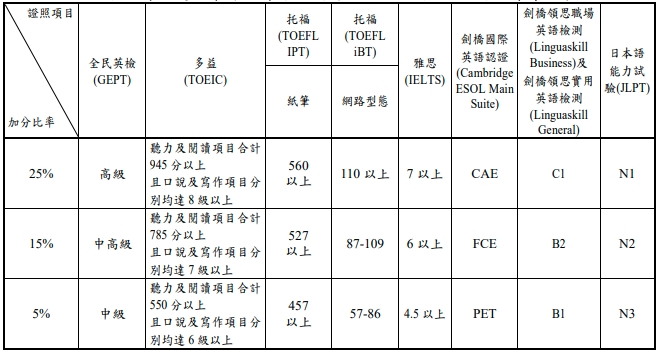 證照項目
加分比率
全民英檢
(GEPT)
多益
(TOEIC)
托福
(TOEFL
IPT)
紙筆
托福
(TOEFL
iBT)
網路型態
雅思
(IELTS)
劍橋國際
英語認證
(Cambridge
ESOL Main
Suite)
劍橋領思職場
英語檢測
(Linguaskill
Business)及
劍橋領思實用
英語檢測
(Linguaskill
General)
日本語
能力試
驗(JLPT)
25%
高級
聽力及閱讀項目合計
945 分以上
且口說及寫作項目分
別均達 8 級以上
560
以上
110 以上
7 以上
CAE
C1
N1
15%
中高級
聽力及閱讀項目合計
785 分以上
且口說及寫作項目分
別均達 7 級以上
527
以上
87-109
6 以上
FCE
B2
N2
5%
中級
聽力及閱讀項目合計
550 分以上
且口說及寫作項目分
別均達 6 級以上
457
以上
57-86
4.5 以上
PET
B1
N3